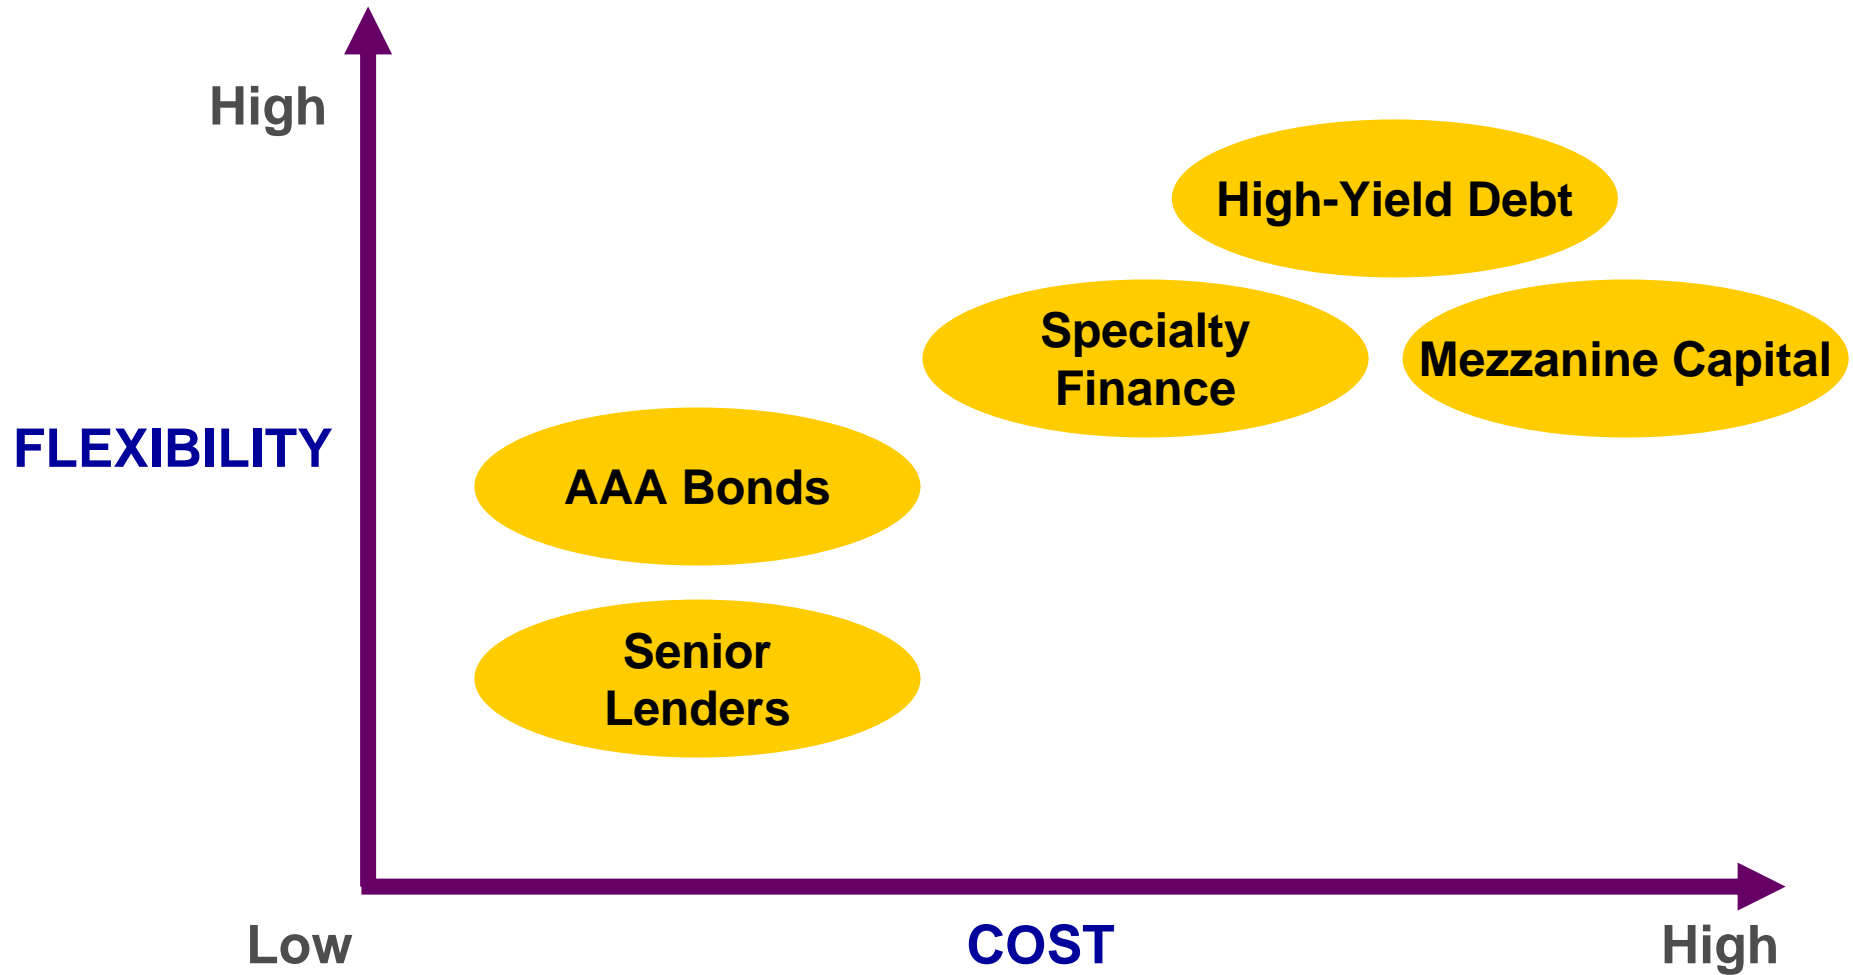 High
High-Yield Debt
Specialty
Finance
Mezzanine Capital
FLEXIBILITY
AAA Bonds
Senior
Lenders
Low
COST
High